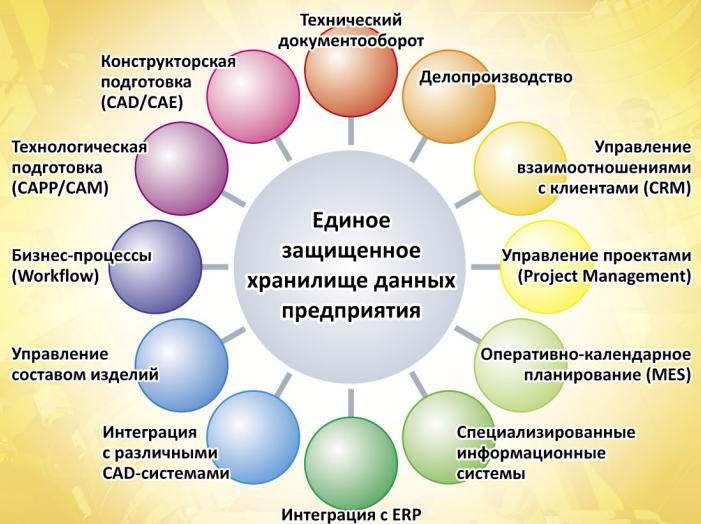 Технический
документооборот
Делопроизводство
Управление
взаимоотношениями
с клиентами (CRM)
Управление проектами
(Project Management)
Оперативно-календарное
планирование (MES)
Специализированные
информационные
системы
Интеграция с ERP
Интеграция
с различными
CAD-системами
Управление
составом изделий
Бизнес-процессы
(Workflow)
Технологическая
подготовка
(CAPP/CAM)
Конструкторская
подготовка
(CAD/CAE)
Единое
защищенное
хранилище данных
предприятия